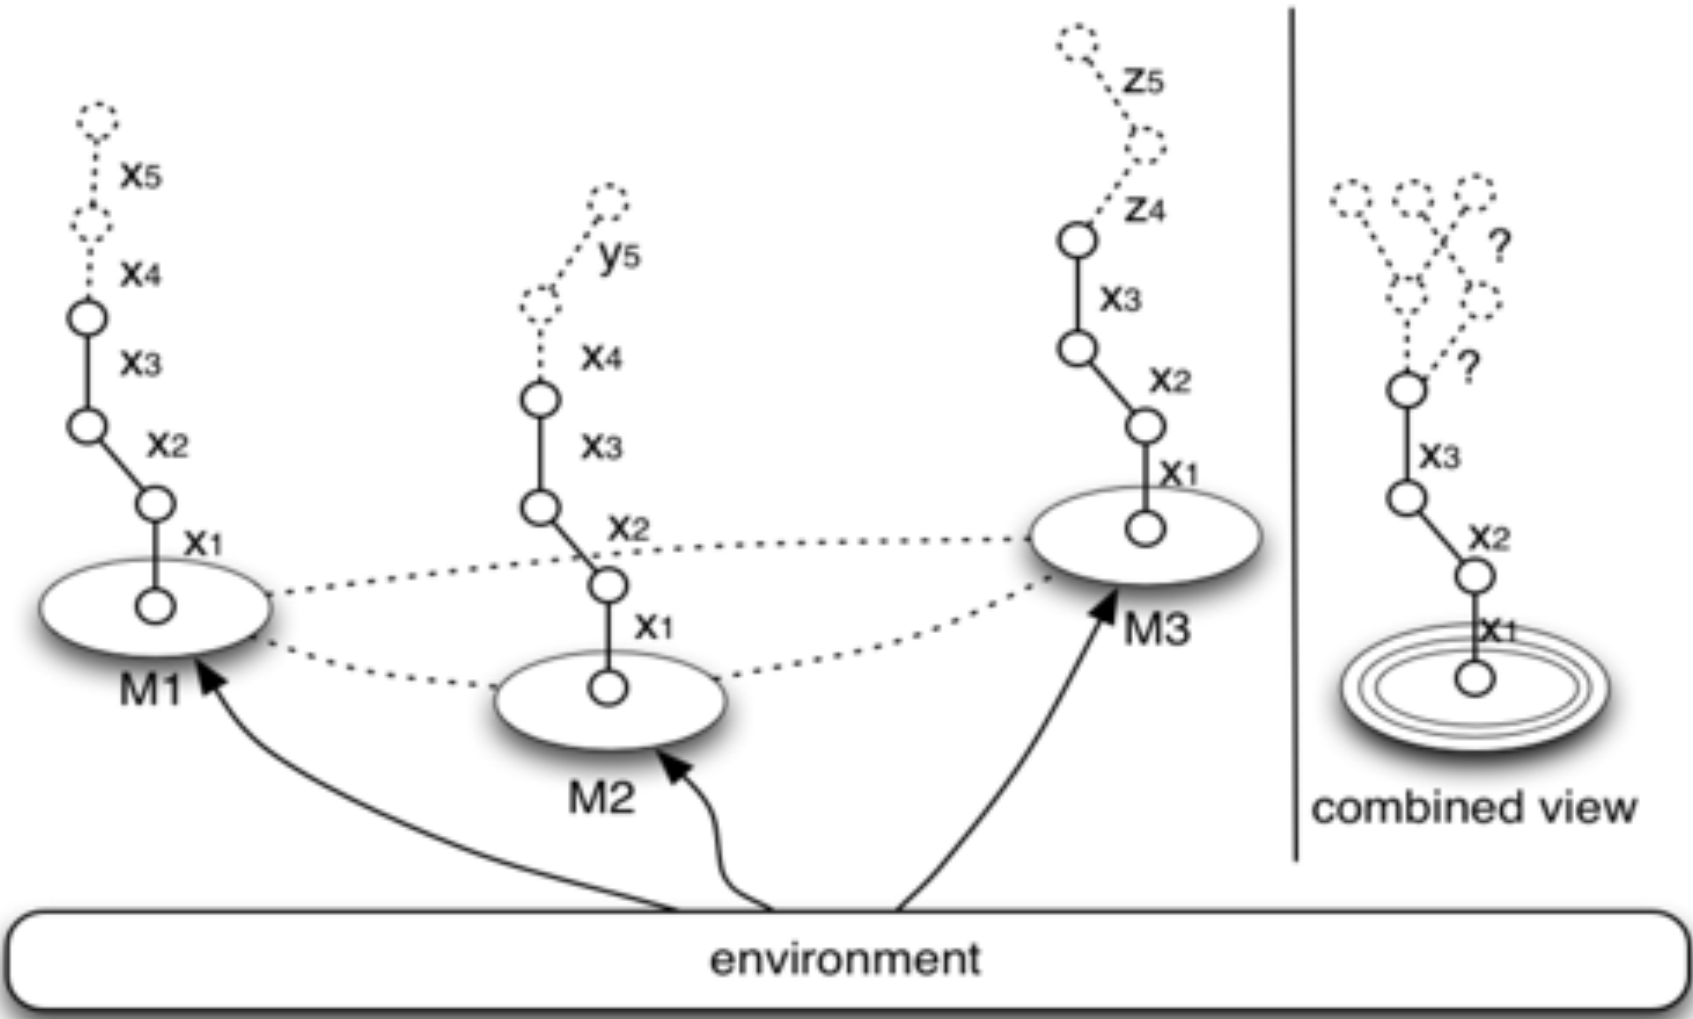 x5
x4
x3
x2
x1
M1
y5
x4
x3
x2
x1
M2
z5
z4
x3
x2
x1
M3
?
?
x3
x2
x1
combined view
environment